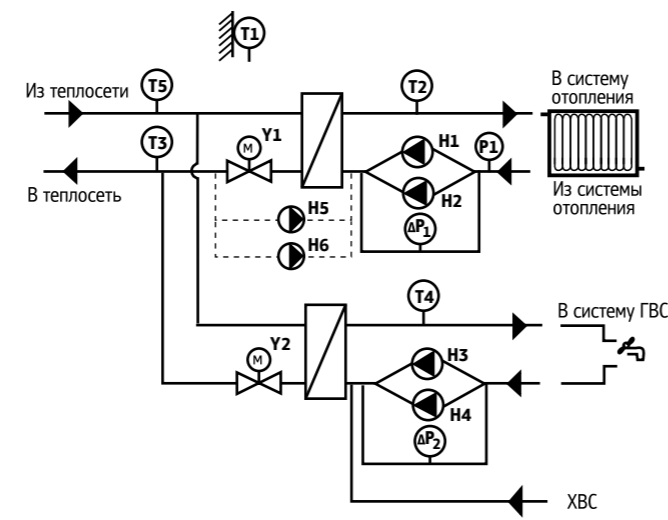 T1
Из теплосети
T5
T2
В систему
отопления
T3
Y1
M
H1
P1
H2
В теплосеть
H5
ΔP1
H6
Из системы
отопления
T4
В систему ГВС
Y2
M
H3
H4
ΔP2
ХВС